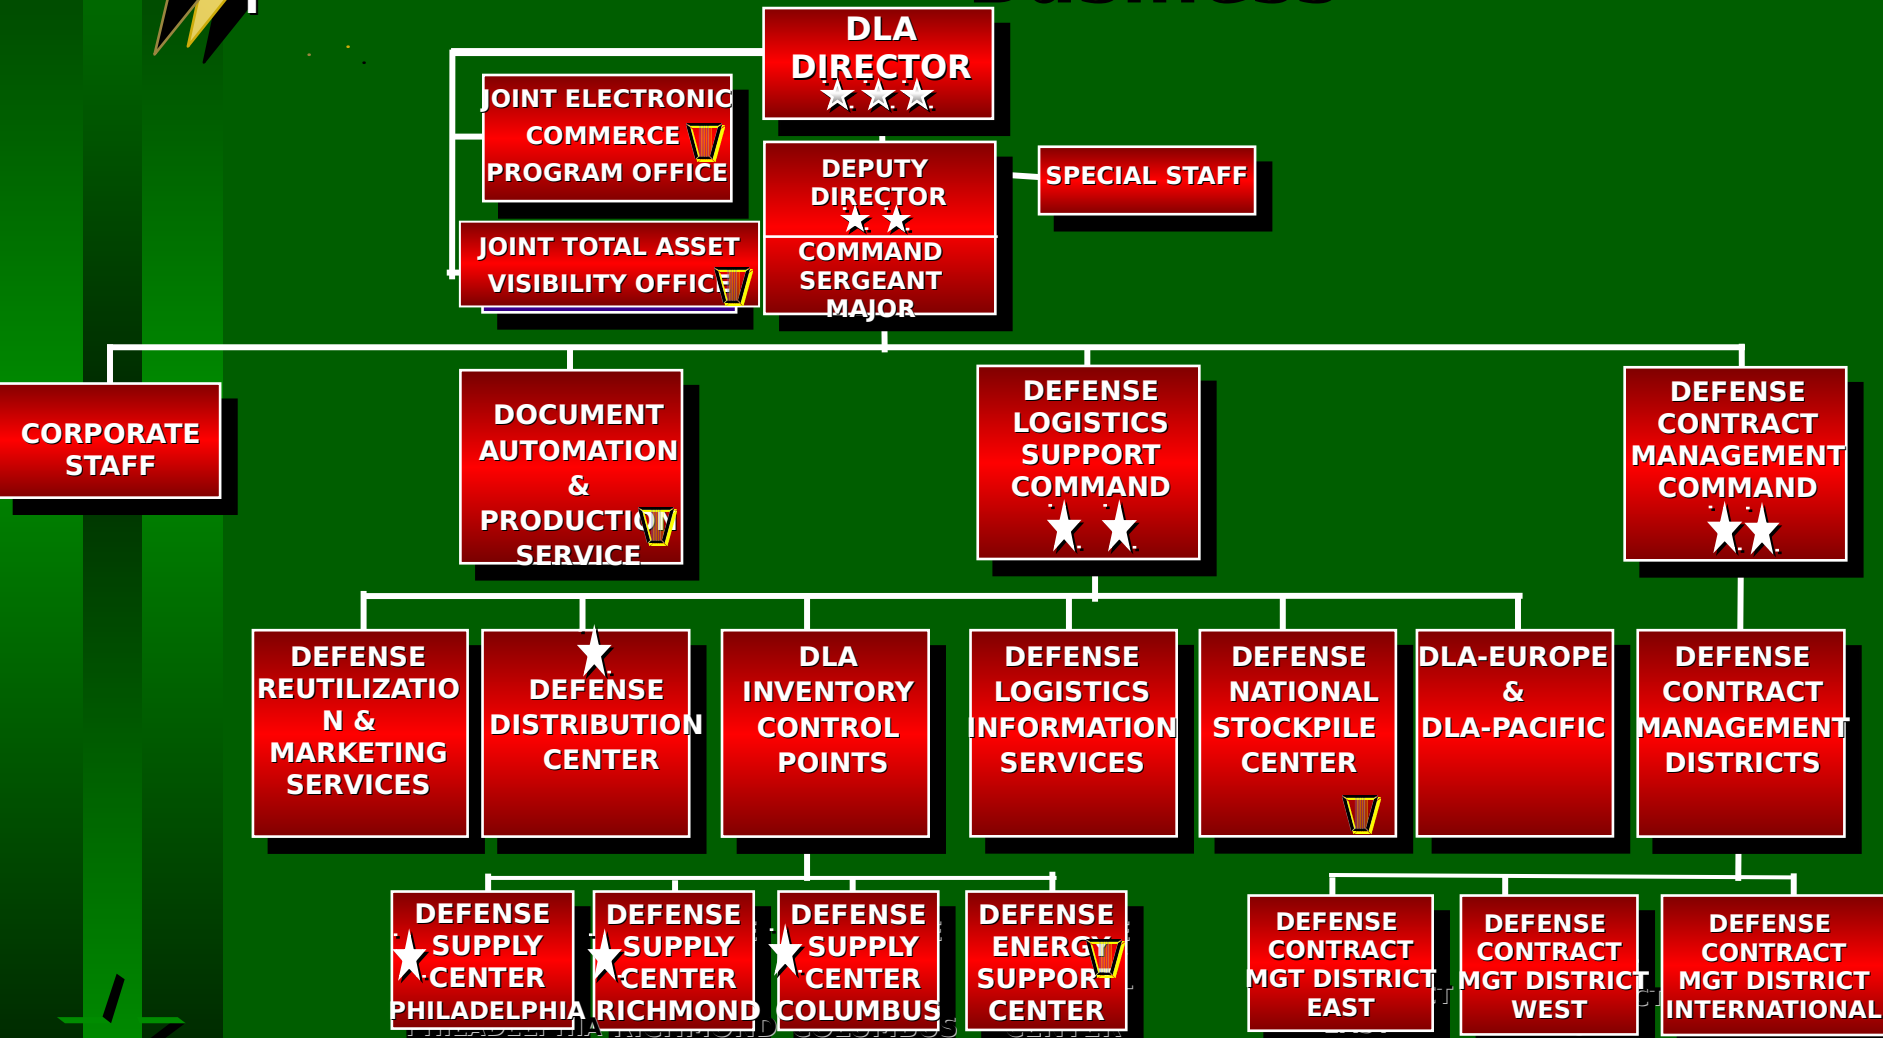 Business
DLA
DIRECTOR
JOINT ELECTRONIC
COMMERCE
PROGRAM OFFICE
DEPUTY
DIRECTOR
COMMAND
SERGEANT
MAJOR
SPECIAL STAFF
JOINT TOTAL ASSET
VISIBILITY OFFICE
CORPORATE
STAFF
DOCUMENT
AUTOMATION
&
PRODUCTION
SERVICE
DEFENSE
LOGISTICS
SUPPORT
COMMAND
DEFENSE
CONTRACT
MANAGEMENT
COMMAND
DEFENSE
REUTILIZATIO
N &
MARKETING
SERVICES
DEFENSE
DISTRIBUTION
CENTER
DLA
INVENTORY
CONTROL
POINTS
DEFENSE
LOGISTICS
INFORMATION
SERVICES
DEFENSE
NATIONAL
STOCKPILE
CENTER
DLA-EUROPE
&
DLA-PACIFIC
DEFENSE
CONTRACT
MANAGEMENT
DISTRICTS
DEFENSE
SUPPLY
CENTER
PHILADELPHIA
DEFENSE
SUPPLY
CENTER
RICHMOND
DEFENSE
SUPPLY
CENTER
COLUMBUS
DEFENSE
ENERGY
SUPPORT
CENTER
DEFENSE
CONTRACT
MGT DISTRICT
EAST
DEFENSE
CONTRACT
MGT DISTRICT
WEST
DEFENSE
CONTRACT
MGT DISTRICT
INTERNATIONAL